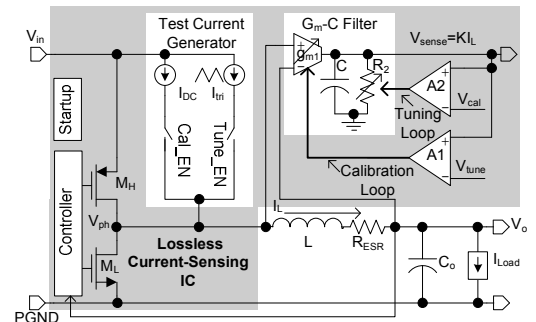 Test Current
Generator
Gm-C Filter
Vin
Vsense=KIL
IDC
Itri
gm1
C
R2
A2
Vcal
Tuning
Loop
Startup
Cal_EN
Tune_EN
A1
Vtune
Calibration
Loop
Controller
MH
Vph
IL
L
RESR
Vo
Lossless
Current-Sensing
IC
ML
Co
ILoad
PGND